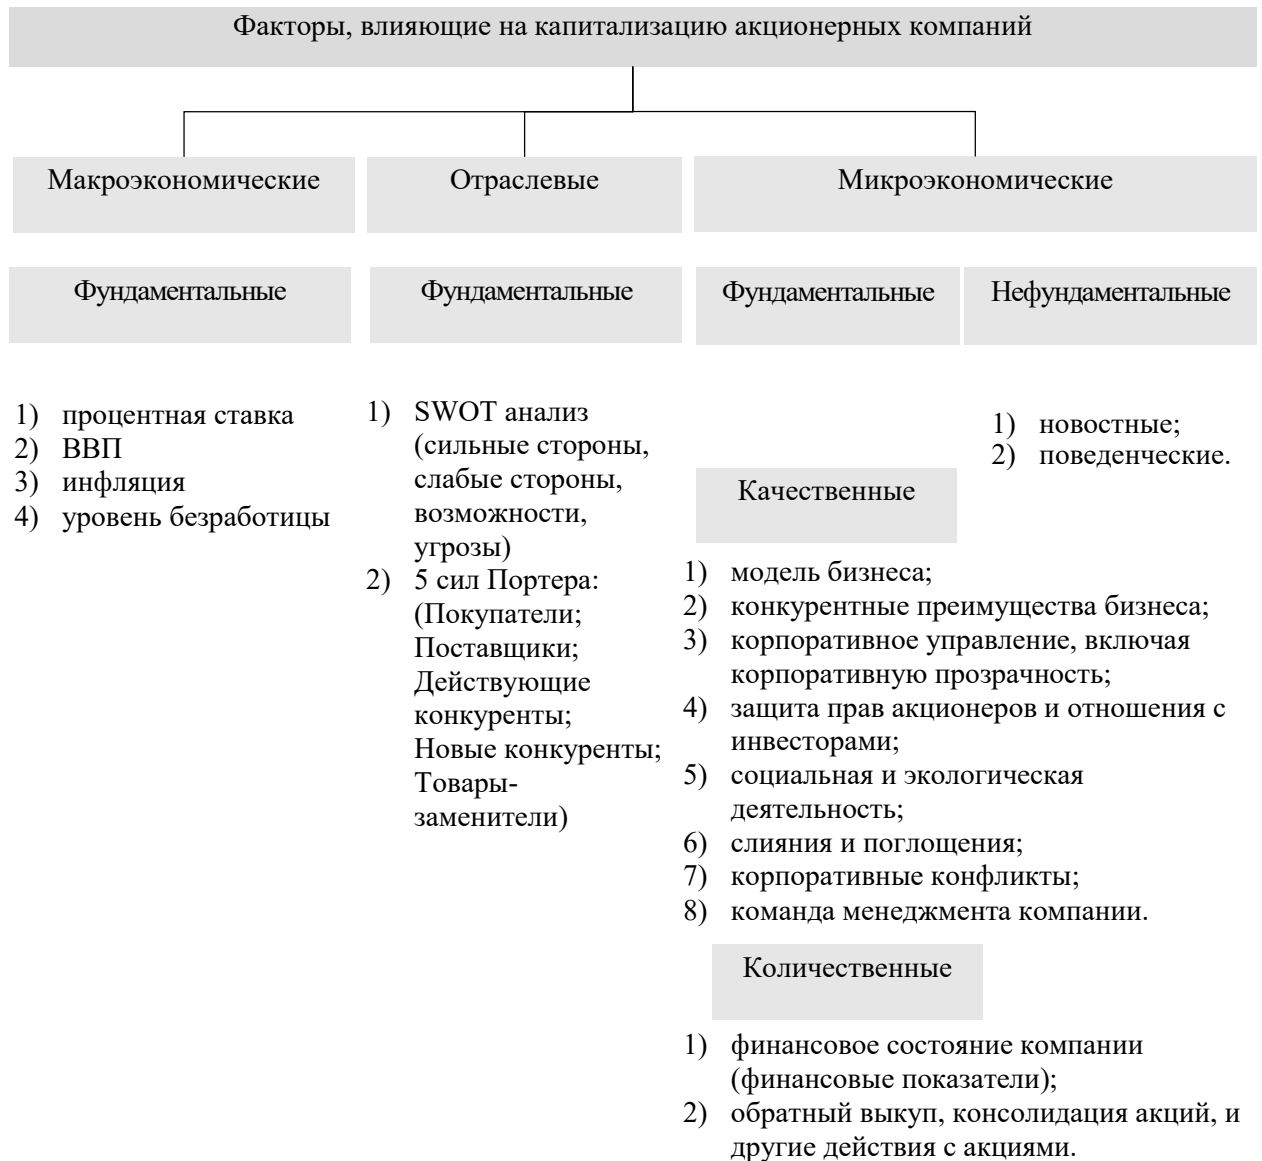 Факторы, влияющие на капитализацию акционерных компаний
Макроэкономические
Отраслевые
Микроэкономические
Фундаментальные
Фундаментальные
Фундаментальные
Нефундаментальные
1) процентная ставка
2) ВВП
3) инфляция
4) уровень безработицы
1) SWOT анализ
(сильные стороны,
слабые стороны,
возможности,
угрозы)
2) 5 сил Портера:
(Покупатели;
Поставщики;
Действующие
конкуренты;
Новые конкуренты;
Товары-
заменители)
1) новостные;
2) поведенческие.
Качественные
1) модель бизнеса;
2) конкурентные преимущества бизнеса;
3) корпоративное управление, включая
корпоративную прозрачность;
4) защита прав акционеров и отношения с
инвесторами;
5) социальная и экологическая
деятельность;
6) слияния и поглощения;
7) корпоративные конфликты;
8) команда менеджмента компании.
Количественные
1) финансовое состояние компании
(финансовые показатели);
2) обратный выкуп, консолидация акций, и
другие действия с акциями.